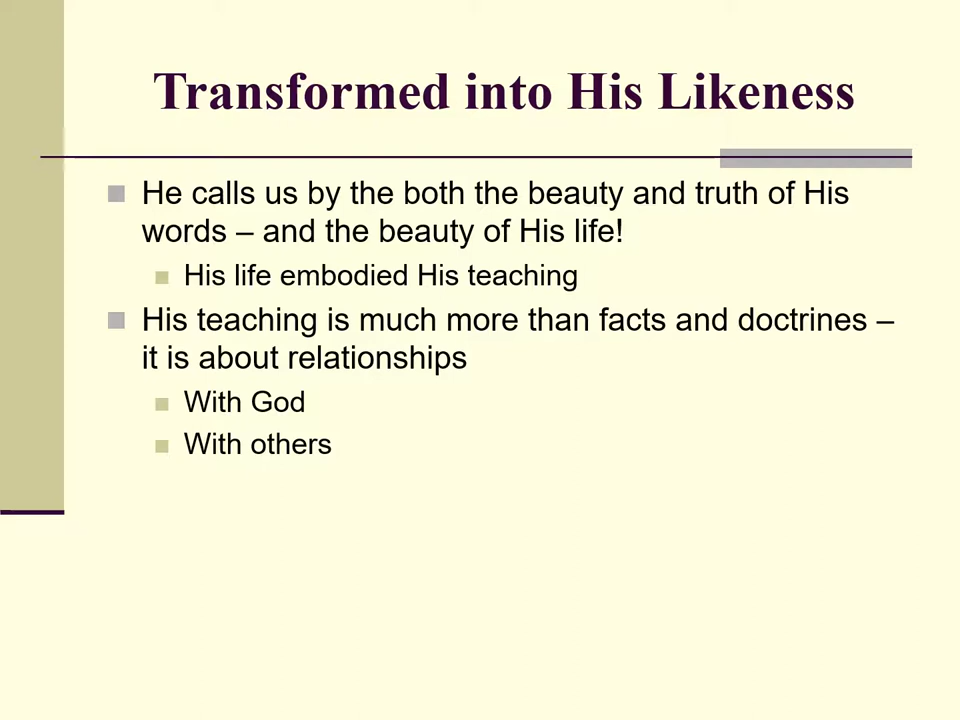 Transformed into His Likeness
He calls us by the both the beauty and truth of His
words – and the beauty of His life!
His life embodied His teaching
His teaching is much more than facts and doctrines –
it is about relationships
With God
With others